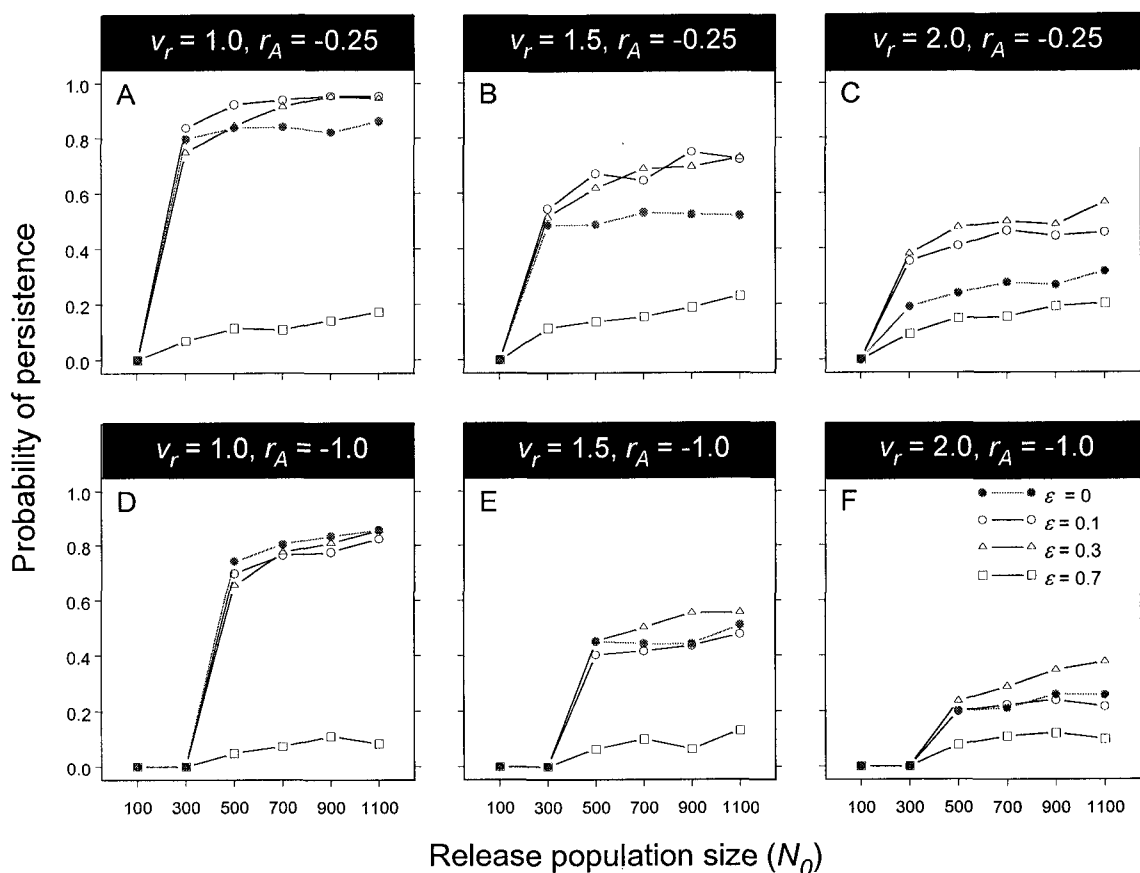 v_r = 1.0, r_A = -0.25
v_r = 1.5, r_A = -0.25
v_r = 2.0, r_A = -0.25
A
B
C
1.0
0.8
0.6
0.4
0.2
0.0
Probability of persistence
v_r = 1.0, r_A = -1.0
v_r = 1.5, r_A = -1.0
v_r = 2.0, r_A = -1.0
D
E
F
ε = 0
ε = 0.1
ε = 0.3
ε = 0.7
1.0
0.8
0.6
0.4
0.2
0.0
100 300 500 700 900 1100
100 300 500 700 900 1100
100 300 500 700 900 1100
Release population size (N_0)